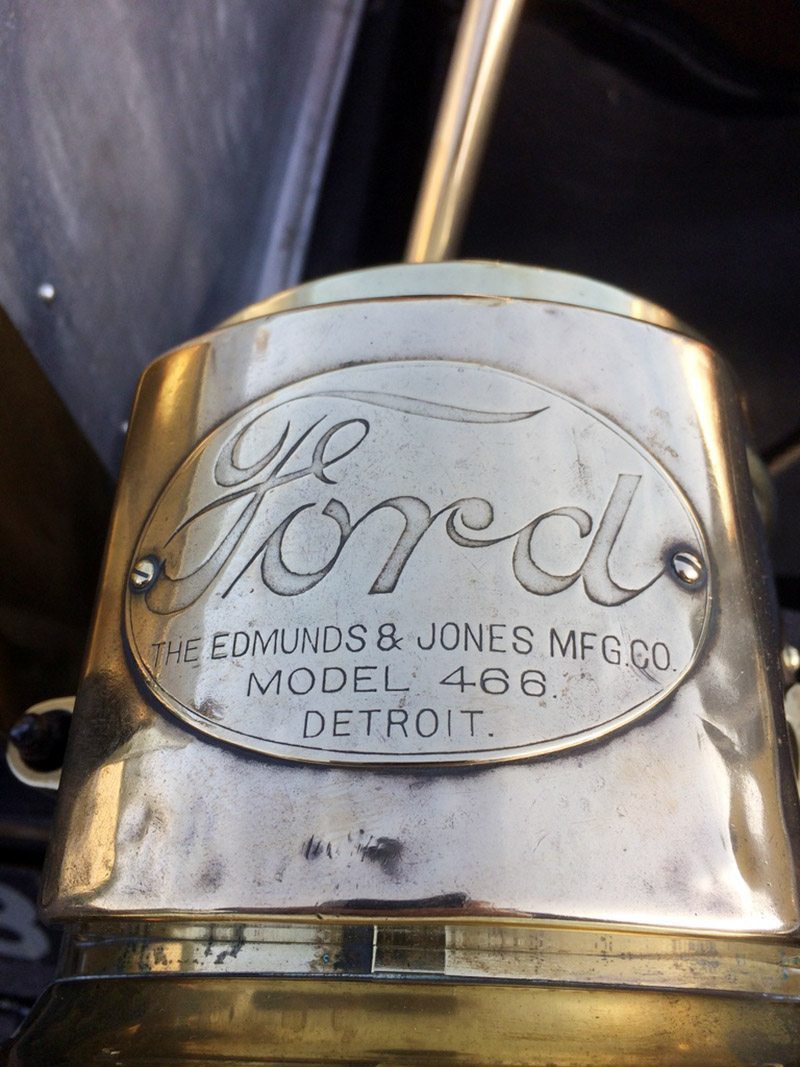 Ford
THE EDMUNDS & JONES MFG.CO.
MODEL 466.
DETROIT.